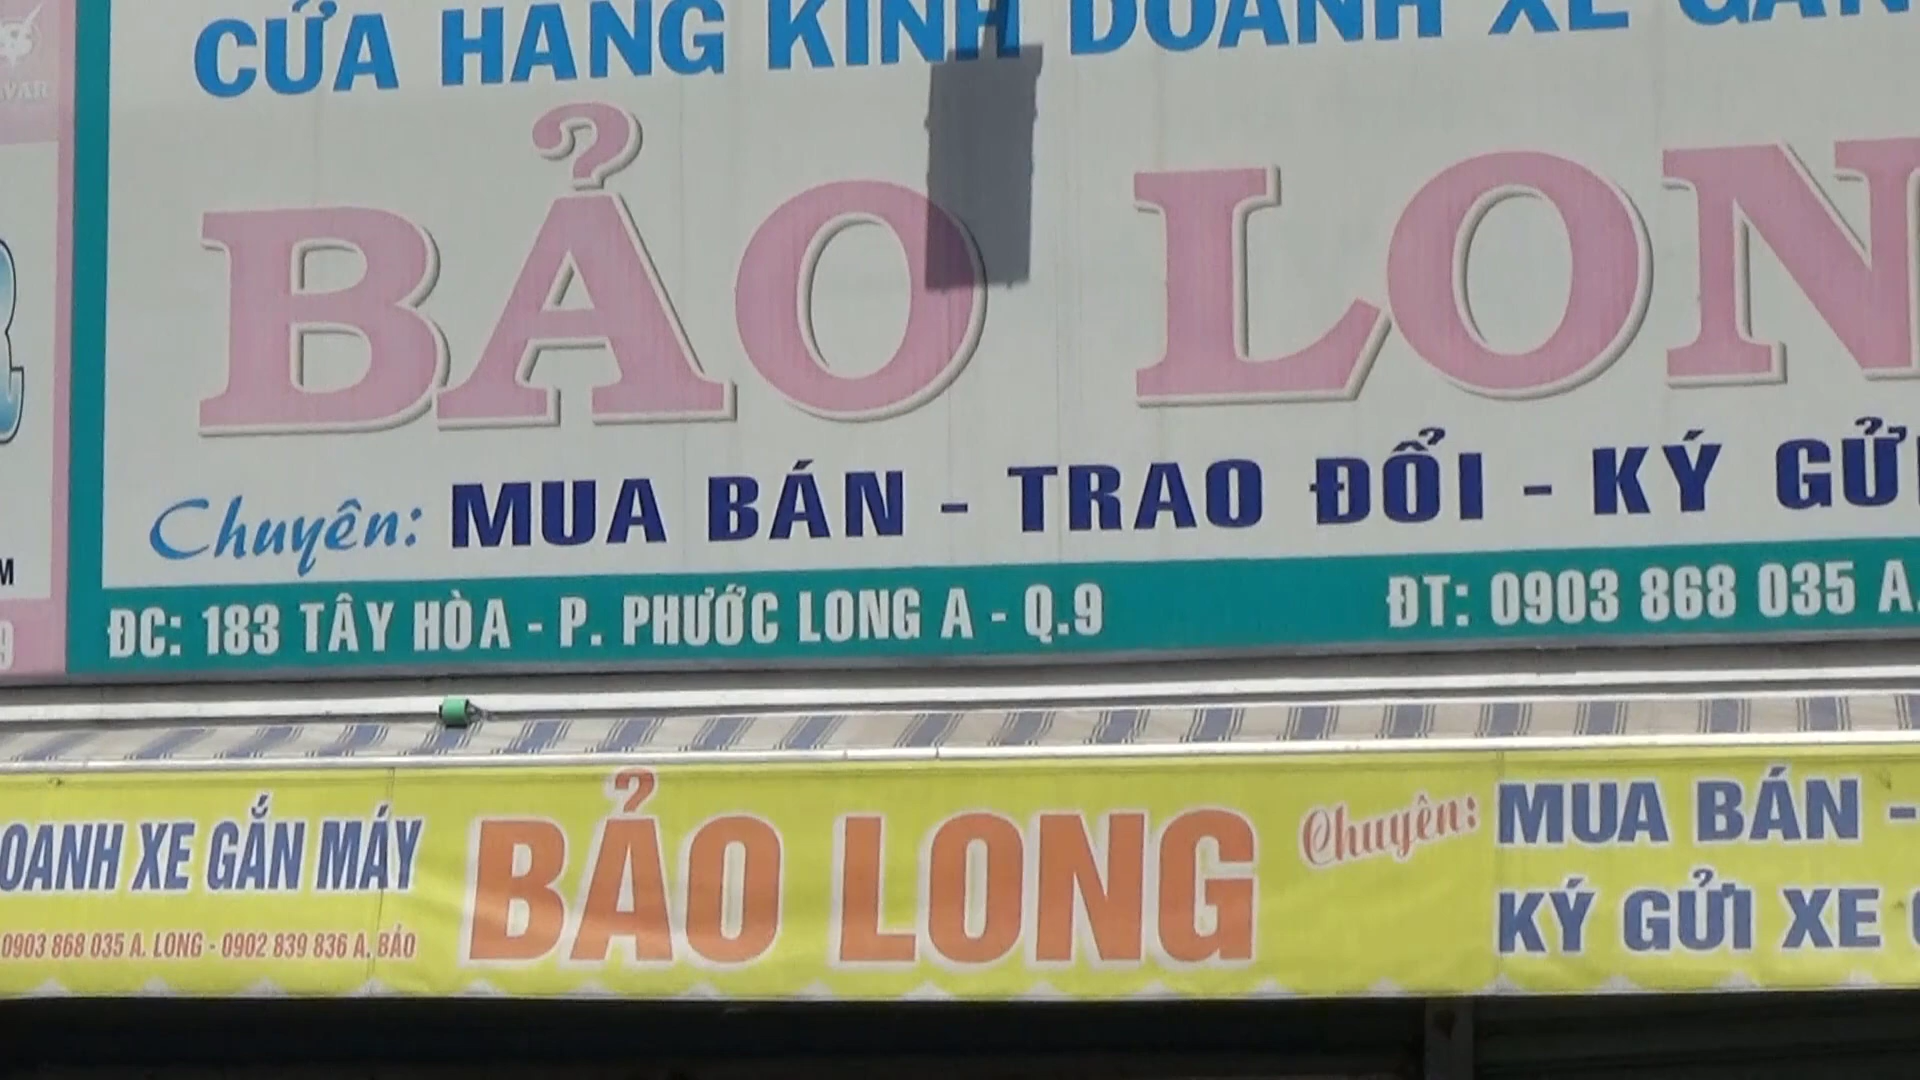 CỬA HÀNG KINH DOANH XE GẮN
BẢO LON
Chuyên: MUA BÁN - TRAO ĐỔI - KÝ GỬI
ĐC: 183 TÂY HÒA - P. PHƯỚC LONG A - Q.9
ĐT: 0903 868 035 A.
OANH XE GẮN MÁY
0903 868 035 A. LONG - 0902 839 836 A. BẢO
BẢO LONG
Chuyên: MUA BÁN -
KÝ GỬI XE